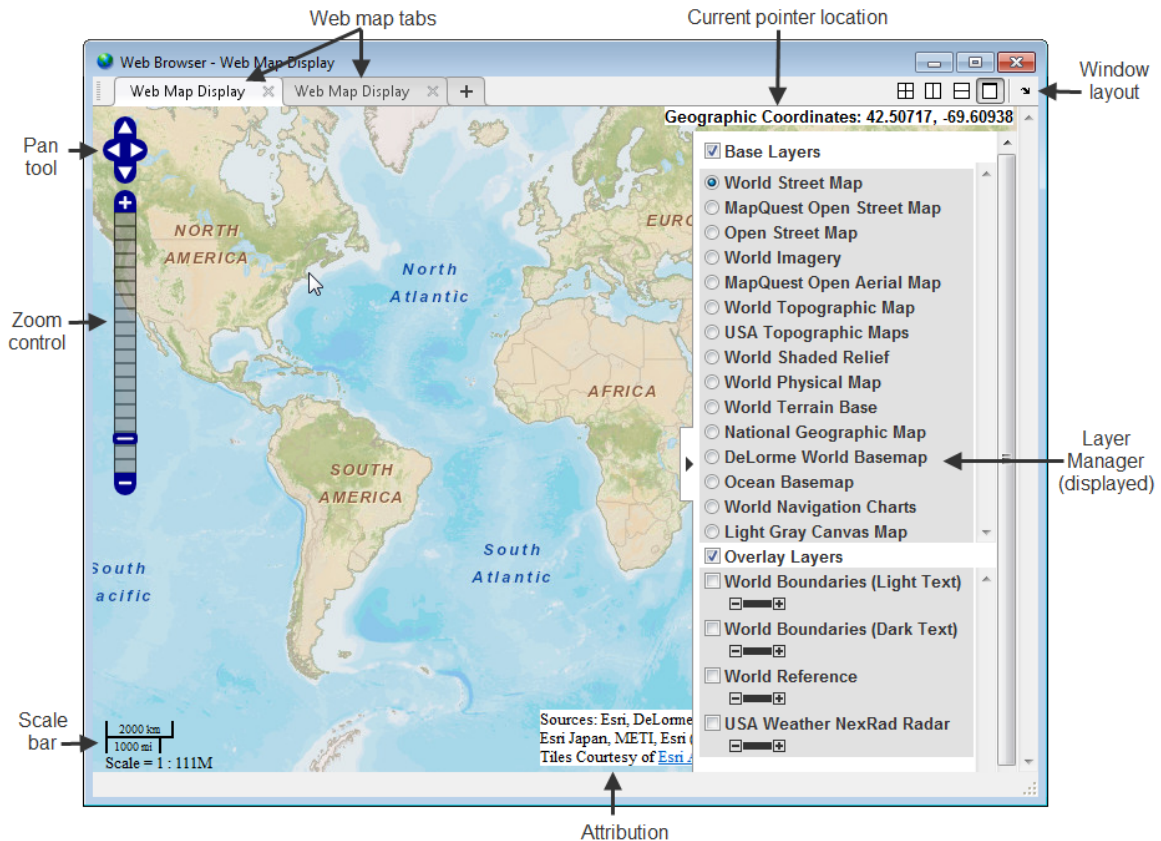 Web map tabs
Current pointer location
Web Browser - Web Map Display
Window
layout
Web Map Display
Web Map Display
Geographic Coordinates: 42.50717, -69.60938
Pan
tool
Zoom
control
NORTH
AMERICA
North
Atlantic
EURO
AFRICA
SOUTH
AMERICA
South
Atlantic
South
acific
Base Layers
World Street Map
MapQuest Open Street Map
Open Street Map
World Imagery
MapQuest Open Aerial Map
World Topographic Map
USA Topographic Maps
World Shaded Relief
World Physical Map
World Terrain Base
National Geographic Map
DeLorme World Basemap
Ocean Basemap
World Navigation Charts
Light Gray Canvas Map
Overlay Layers
World Boundaries (Light Text)
World Boundaries (Dark Text)
World Reference
USA Weather NexRad Radar
Layer
Manager
(displayed)
Scale
bar
2000 km
1000 mi
Scale = 1 : 111M
Sources: Esri, DeLorme
Esri Japan, METI, Esri (
Tiles Courtesy of Esri A
Attribution